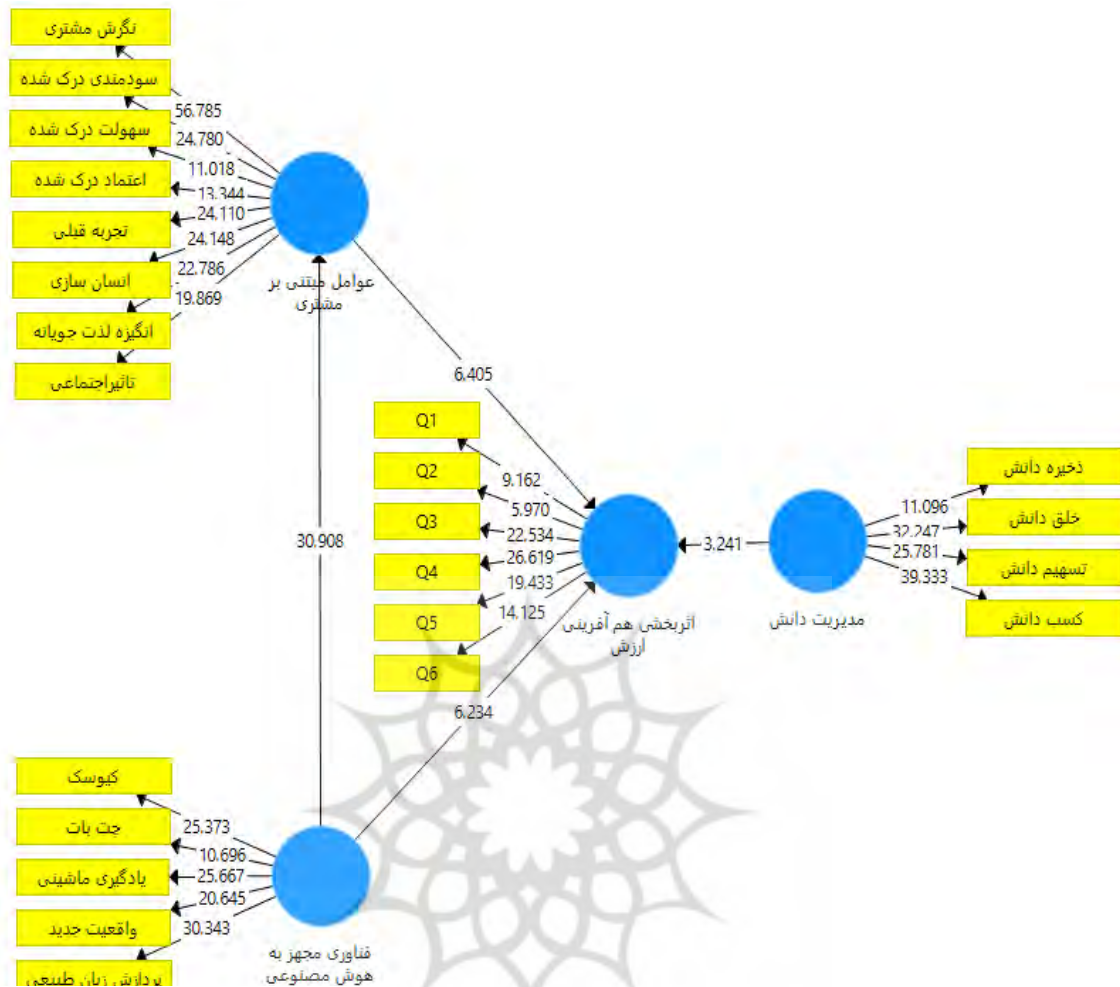 نگرش مشتری
سودمندی درک شده
سهولت درک شده
اعتماد درک شده
تجربه قبلی
انسان سازی
انگیزه لذت جویانه
تاثیراجتماعی
56.785
24.780
11.018
13.344
24.110
24.148
22.786
19.869
عوامل مبتنی بر
مشتری
6.405
30.908
Q1
Q2
Q3
Q4
Q5
Q6
9.162
5.970
22.534
26.619
19.433
14.125
اثربخشی هم آفرینی
ارزش
3.241
مدیریت دانش
11.096
32.247
25.781
39.333
ذخیره دانش
خلق دانش
تسهیم دانش
کسب دانش
6.234
کیوسک
چت بات
یادگیری ماشینی
واقعیت جدید
پردازش زبان طبیعی
25.373
10.696
25.667
20.645
30.343
فناوری مجهز به
هوش مصنوعی